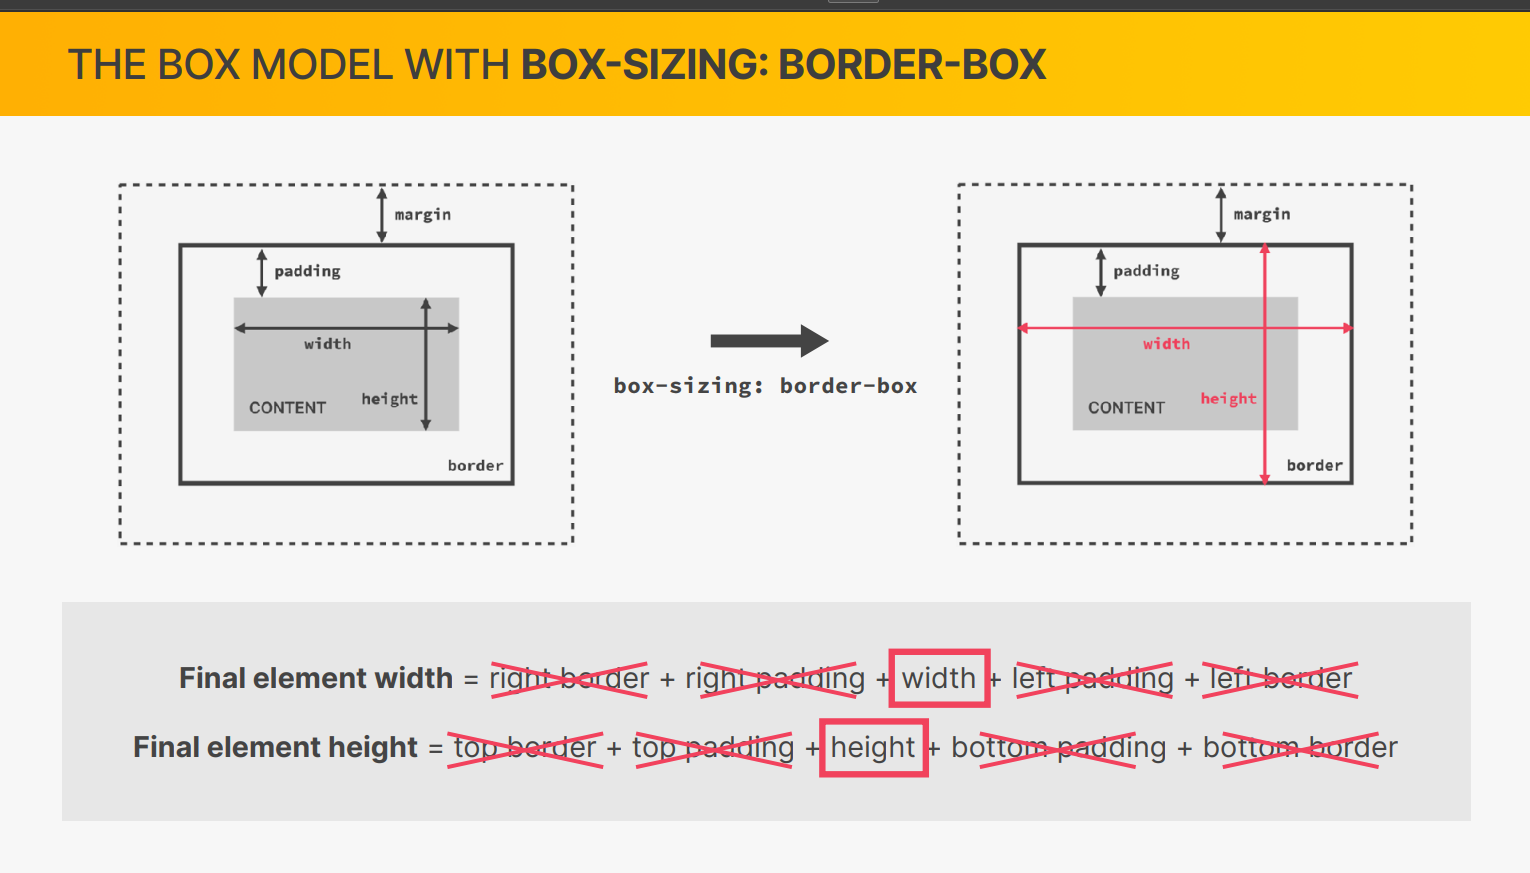 THE BOX MODEL WITH BOX-SIZING: BORDER-BOX
margin
padding
width
height
CONTENT
border
box-sizing: border-box
margin
padding
width
height
CONTENT
border
Final element width = right border + right padding + width + left padding + left border
Final element height = top border + top padding + height + bottom padding + bottom border